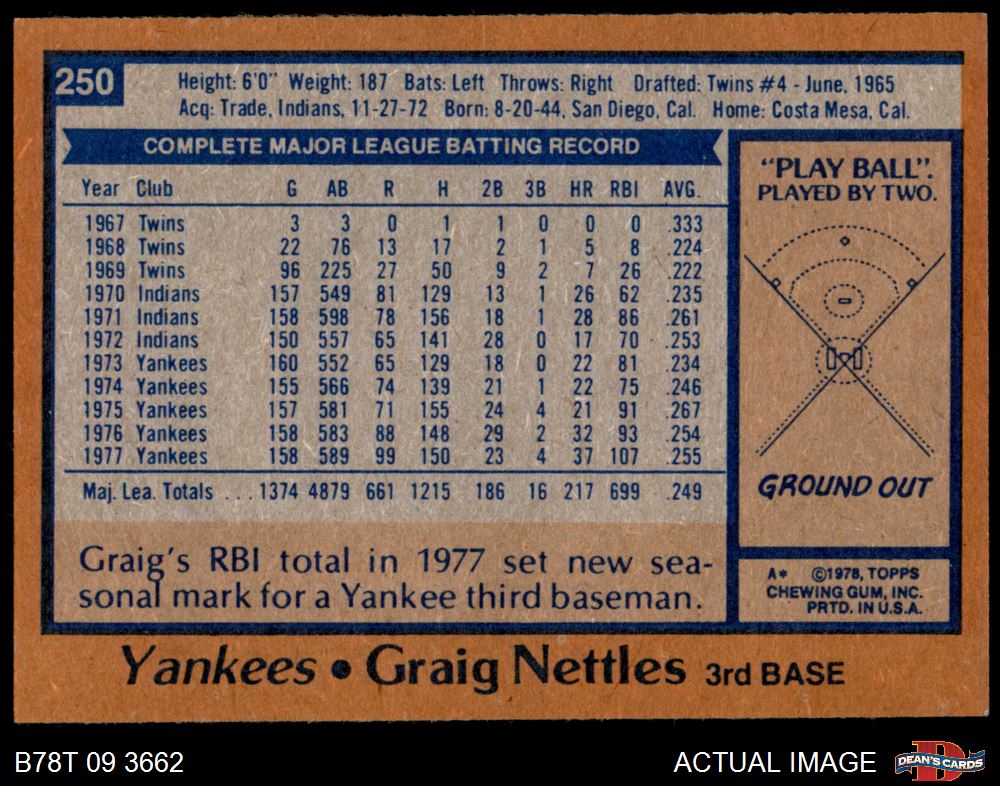 250
Height: 6'0" Weight: 187 Bats: Left Throws: Right Drafted: Twins #4 - June, 1965
Acq: Trade, Indians, 11-27-72 Born: 8-20-44, San Diego, Cal. Home: Costa Mesa, Cal.
COMPLETE MAJOR LEAGUE BATTING RECORD
Year Club G AB R H 2B 3B HR RBI AVG.
1967 Twins 3 3 0 1 1 0 0 0 .333
1968 Twins 22 76 13 17 2 1 5 8 .224
1969 Twins 96 225 27 50 9 2 7 26 .222
1970 Indians 157 549 81 129 13 1 26 62 .235
1971 Indians 158 598 78 156 18 1 28 86 .261
1972 Indians 150 557 65 141 28 0 17 70 .253
1973 Yankees 160 552 65 129 18 0 22 81 .234
1974 Yankees 155 566 74 139 21 1 22 75 .246
1975 Yankees 157 581 71 155 24 4 21 91 .267
1976 Yankees 158 583 88 148 29 2 32 93 .254
1977 Yankees 158 589 99 150 23 4 37 107 .255
Maj. Lea. Totals ... 1374 4879 661 1215 186 16 217 699 .249
Graig's RBI total in 1977 set new sea-
sonal mark for a Yankee third baseman.
"PLAY BALL".
PLAYED BY TWO.
GROUND OUT
A* ©1978, TOPPS
CHEWING GUM, INC.
PRTD. IN U.S.A.
Yankees • Graig Nettles 3rd BASE
B78T 09 3662
ACTUAL IMAGE
DEAN'S CARDS